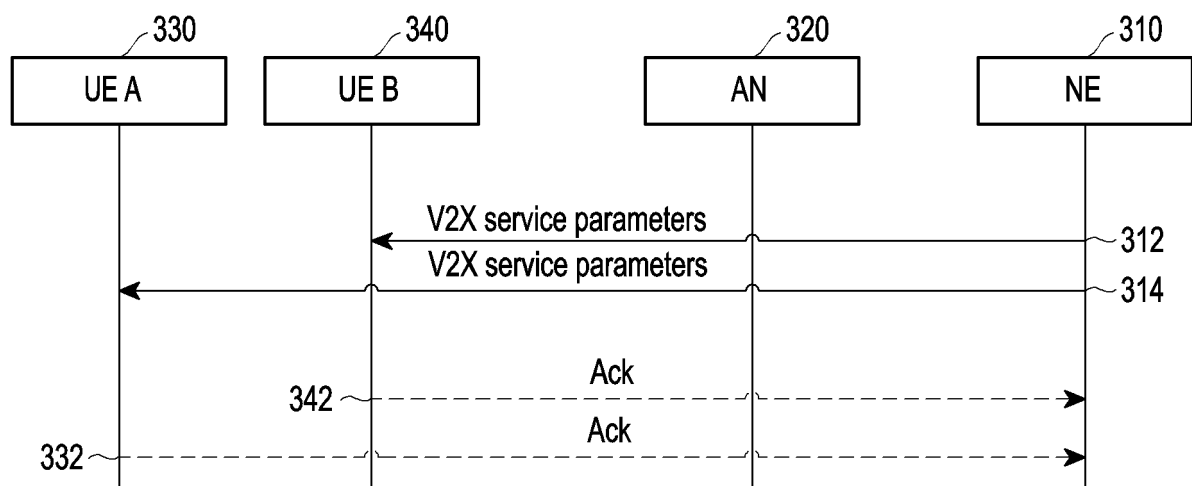 330
340
320
310
UE A
UE B
AN
NE
V2X service parameters
312
V2X service parameters
314
Ack
342
Ack
332